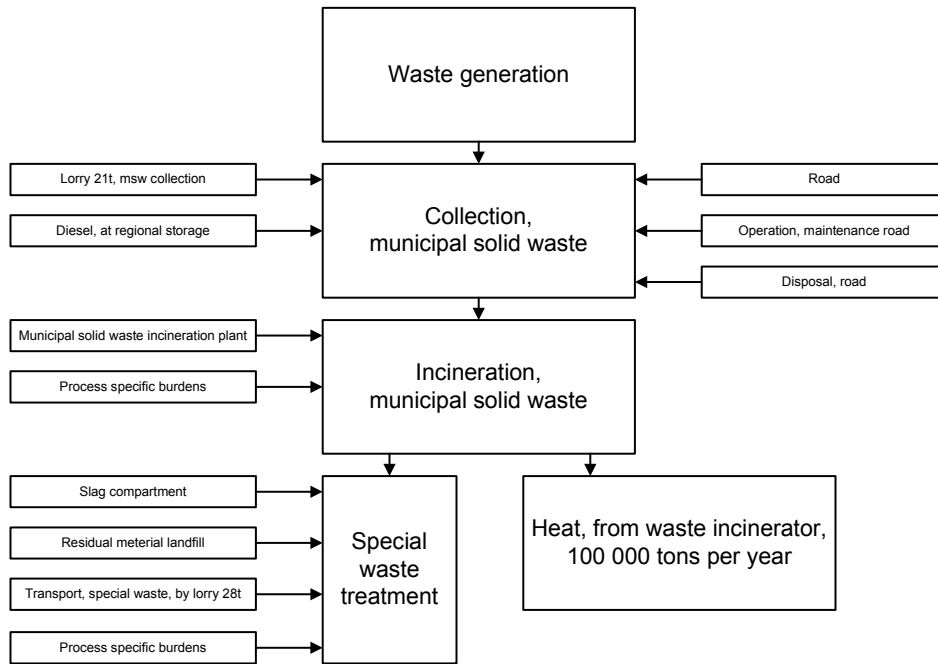 Waste generation
Lorry 21t, msw collection
Road
Collection,
municipal solid waste
Diesel, at regional storage
Operation, maintenance road
Disposal, road
Municipal solid waste incineration plant
Incineration,
municipal solid waste
Process specific burdens
Slag compartment
Residual meterial landfill
Transport, special waste, by lorry 28t
Process specific burdens
Special
waste
treatment
Heat, from waste incinerator,
100 000 tons per year